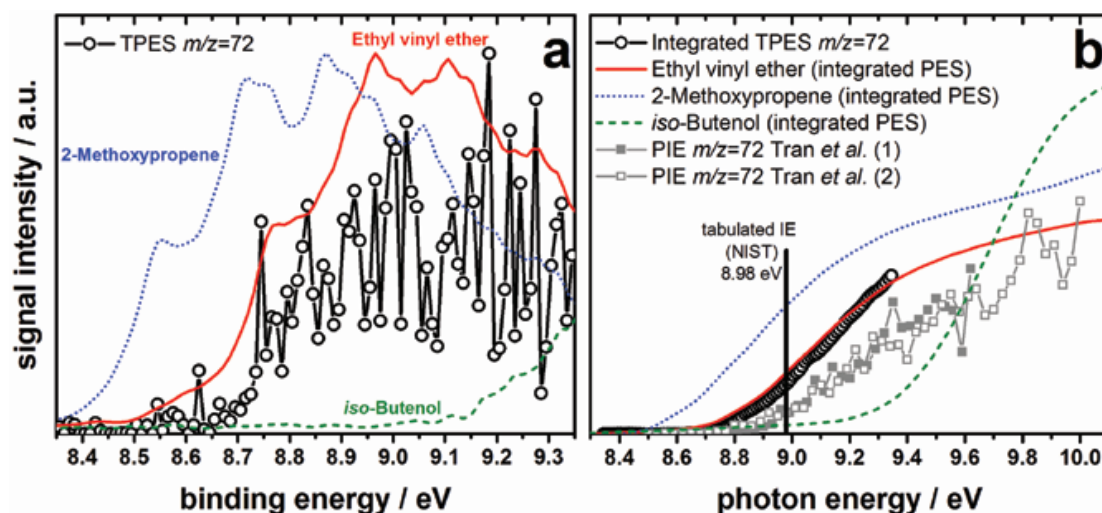 TPES m/z=72
Ethyl vinyl ether
a
2-Methoxypropene
iso-Butenol
signal intensity / a.u.
8.4 8.5 8.6 8.7 8.8 8.9 9.0 9.1 9.2 9.3
binding energy / eV
b
Integrated TPES m/z=72
Ethyl vinyl ether (integrated PES)
2-Methoxypropene (integrated PES)
iso-Butenol (integrated PES)
PIE m/z=72 Tran et al. (1)
PIE m/z=72 Tran et al. (2)
tabulated IE
(NIST)
8.98 eV
8.4 8.6 8.8 9.0 9.2 9.4 9.6 9.8 10.0
photon energy / eV